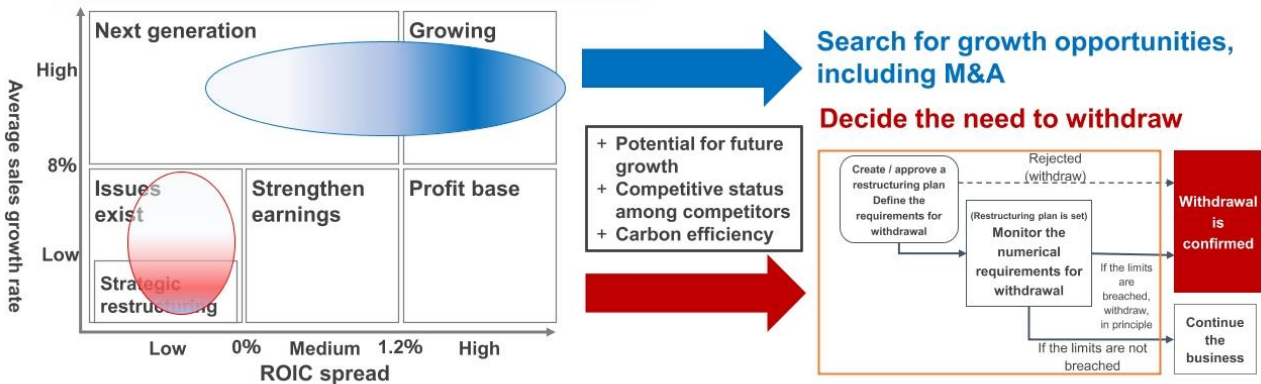 Next generation
Growing
High
Average sales growth rate
8%
Issues
exist
Strengthen
earnings
Profit base
Low
Strategic
restructuring
Low
0%
Medium
1.2%
High
ROIC spread
+ Potential for future
growth
+ Competitive status
among competitors
+ Carbon efficiency
Search for growth opportunities,
including M&A
Decide the need to withdraw
Create / approve a
restructuring plan
Define the
requirements for
withdrawal
Rejected
(withdraw)
(Restructuring plan is set)
Monitor the
numerical
requirements for
withdrawal
If the limits
are
breached,
withdraw,
in principle
If the limits are not
breached
Withdrawal
is
confirmed
Continue
the
business